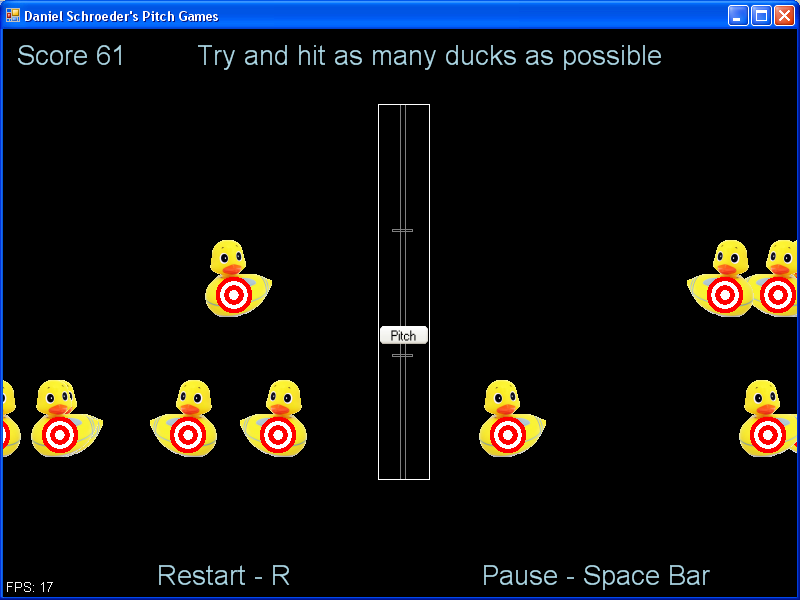 Daniel Schroeder's Pitch Games
Score 61
Try and hit as many ducks as possible
Pitch
Restart - R
Pause - Space Bar
FPS: 17